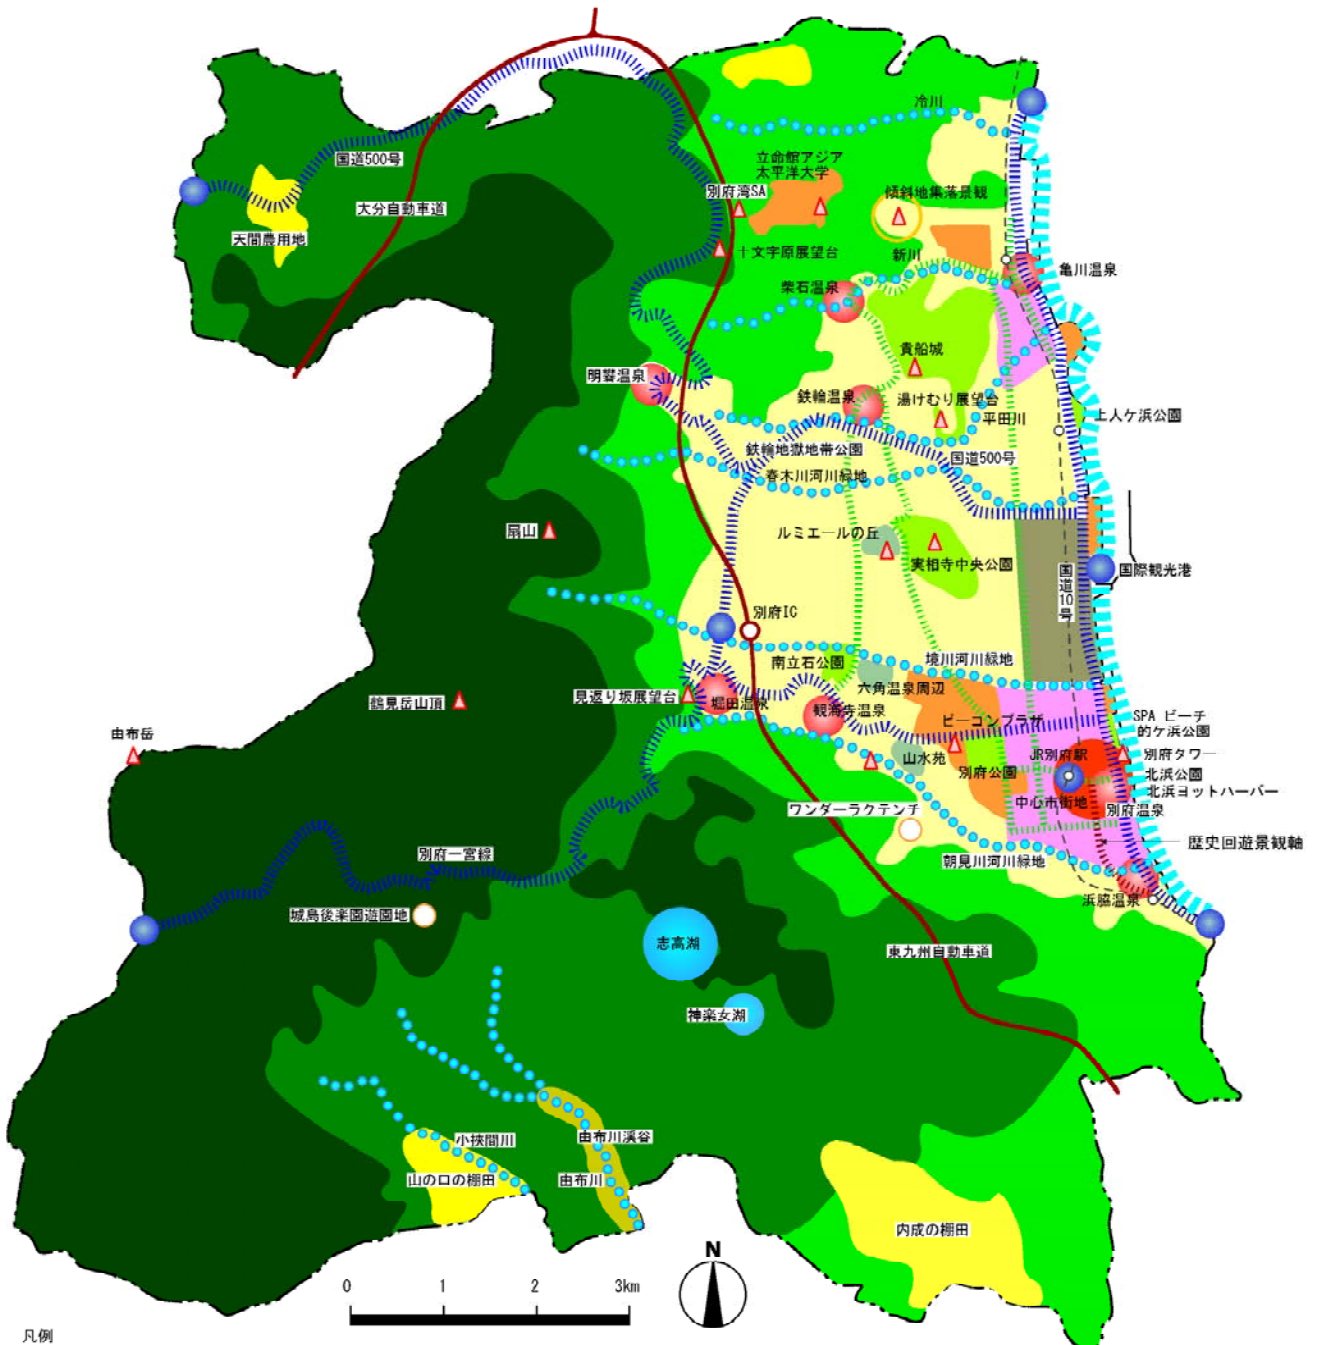 冷川
国道500号
立命館アジア
太平洋大学
別府湾SA
傾斜地集落景観
大分自動車道
天間農用地
十文字原展望台
新川
亀川温泉
柴石温泉
貴船城
明礬温泉
鉄輪温泉
湯けむり展望台
平田川
上人ケ浜公園
鉄輪地獄地帯公園
国道500号
春木川河川緑地
扇山
ルミエールの丘
実相寺中央公園
国道10号
国際観光港
別府IC
南立石公園
境川河川緑地
六角温泉周辺
鶴見岳山頂
見返り坂展望台
堀田温泉
観海寺温泉
ビーコンプラザ
SPA ビーチ
的ケ浜公園
由布岳
山水苑
別府公園
JR別府駅
別府タワー
北浜公園
北浜ヨットハーバー
中心市街地
別府温泉
ワンダーラクテンチ
歴史回遊景観軸
別府一宮線
朝見川河川緑地
浜脇温泉
城島後楽園遊園地
志高湖
東九州自動車道
神楽女湖
小挾間川
由布川渓谷
山の口の棚田
由布川
内成の棚田
N
0 1 2 3km
凡例